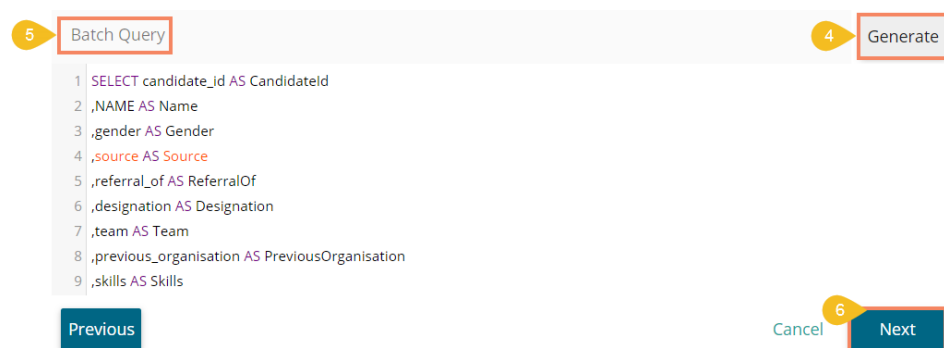 5 Batch Query 4 Generate
1 SELECT candidate_id AS CandidateId
2 ,NAME AS Name
3 ,gender AS Gender
4 ,source AS Source
5 ,referral_of AS ReferralOf
6 ,designation AS Designation
7 ,team AS Team
8 ,previous_organisation AS PreviousOrganisation
9 ,skills AS Skills
6
Previous Cancel Next